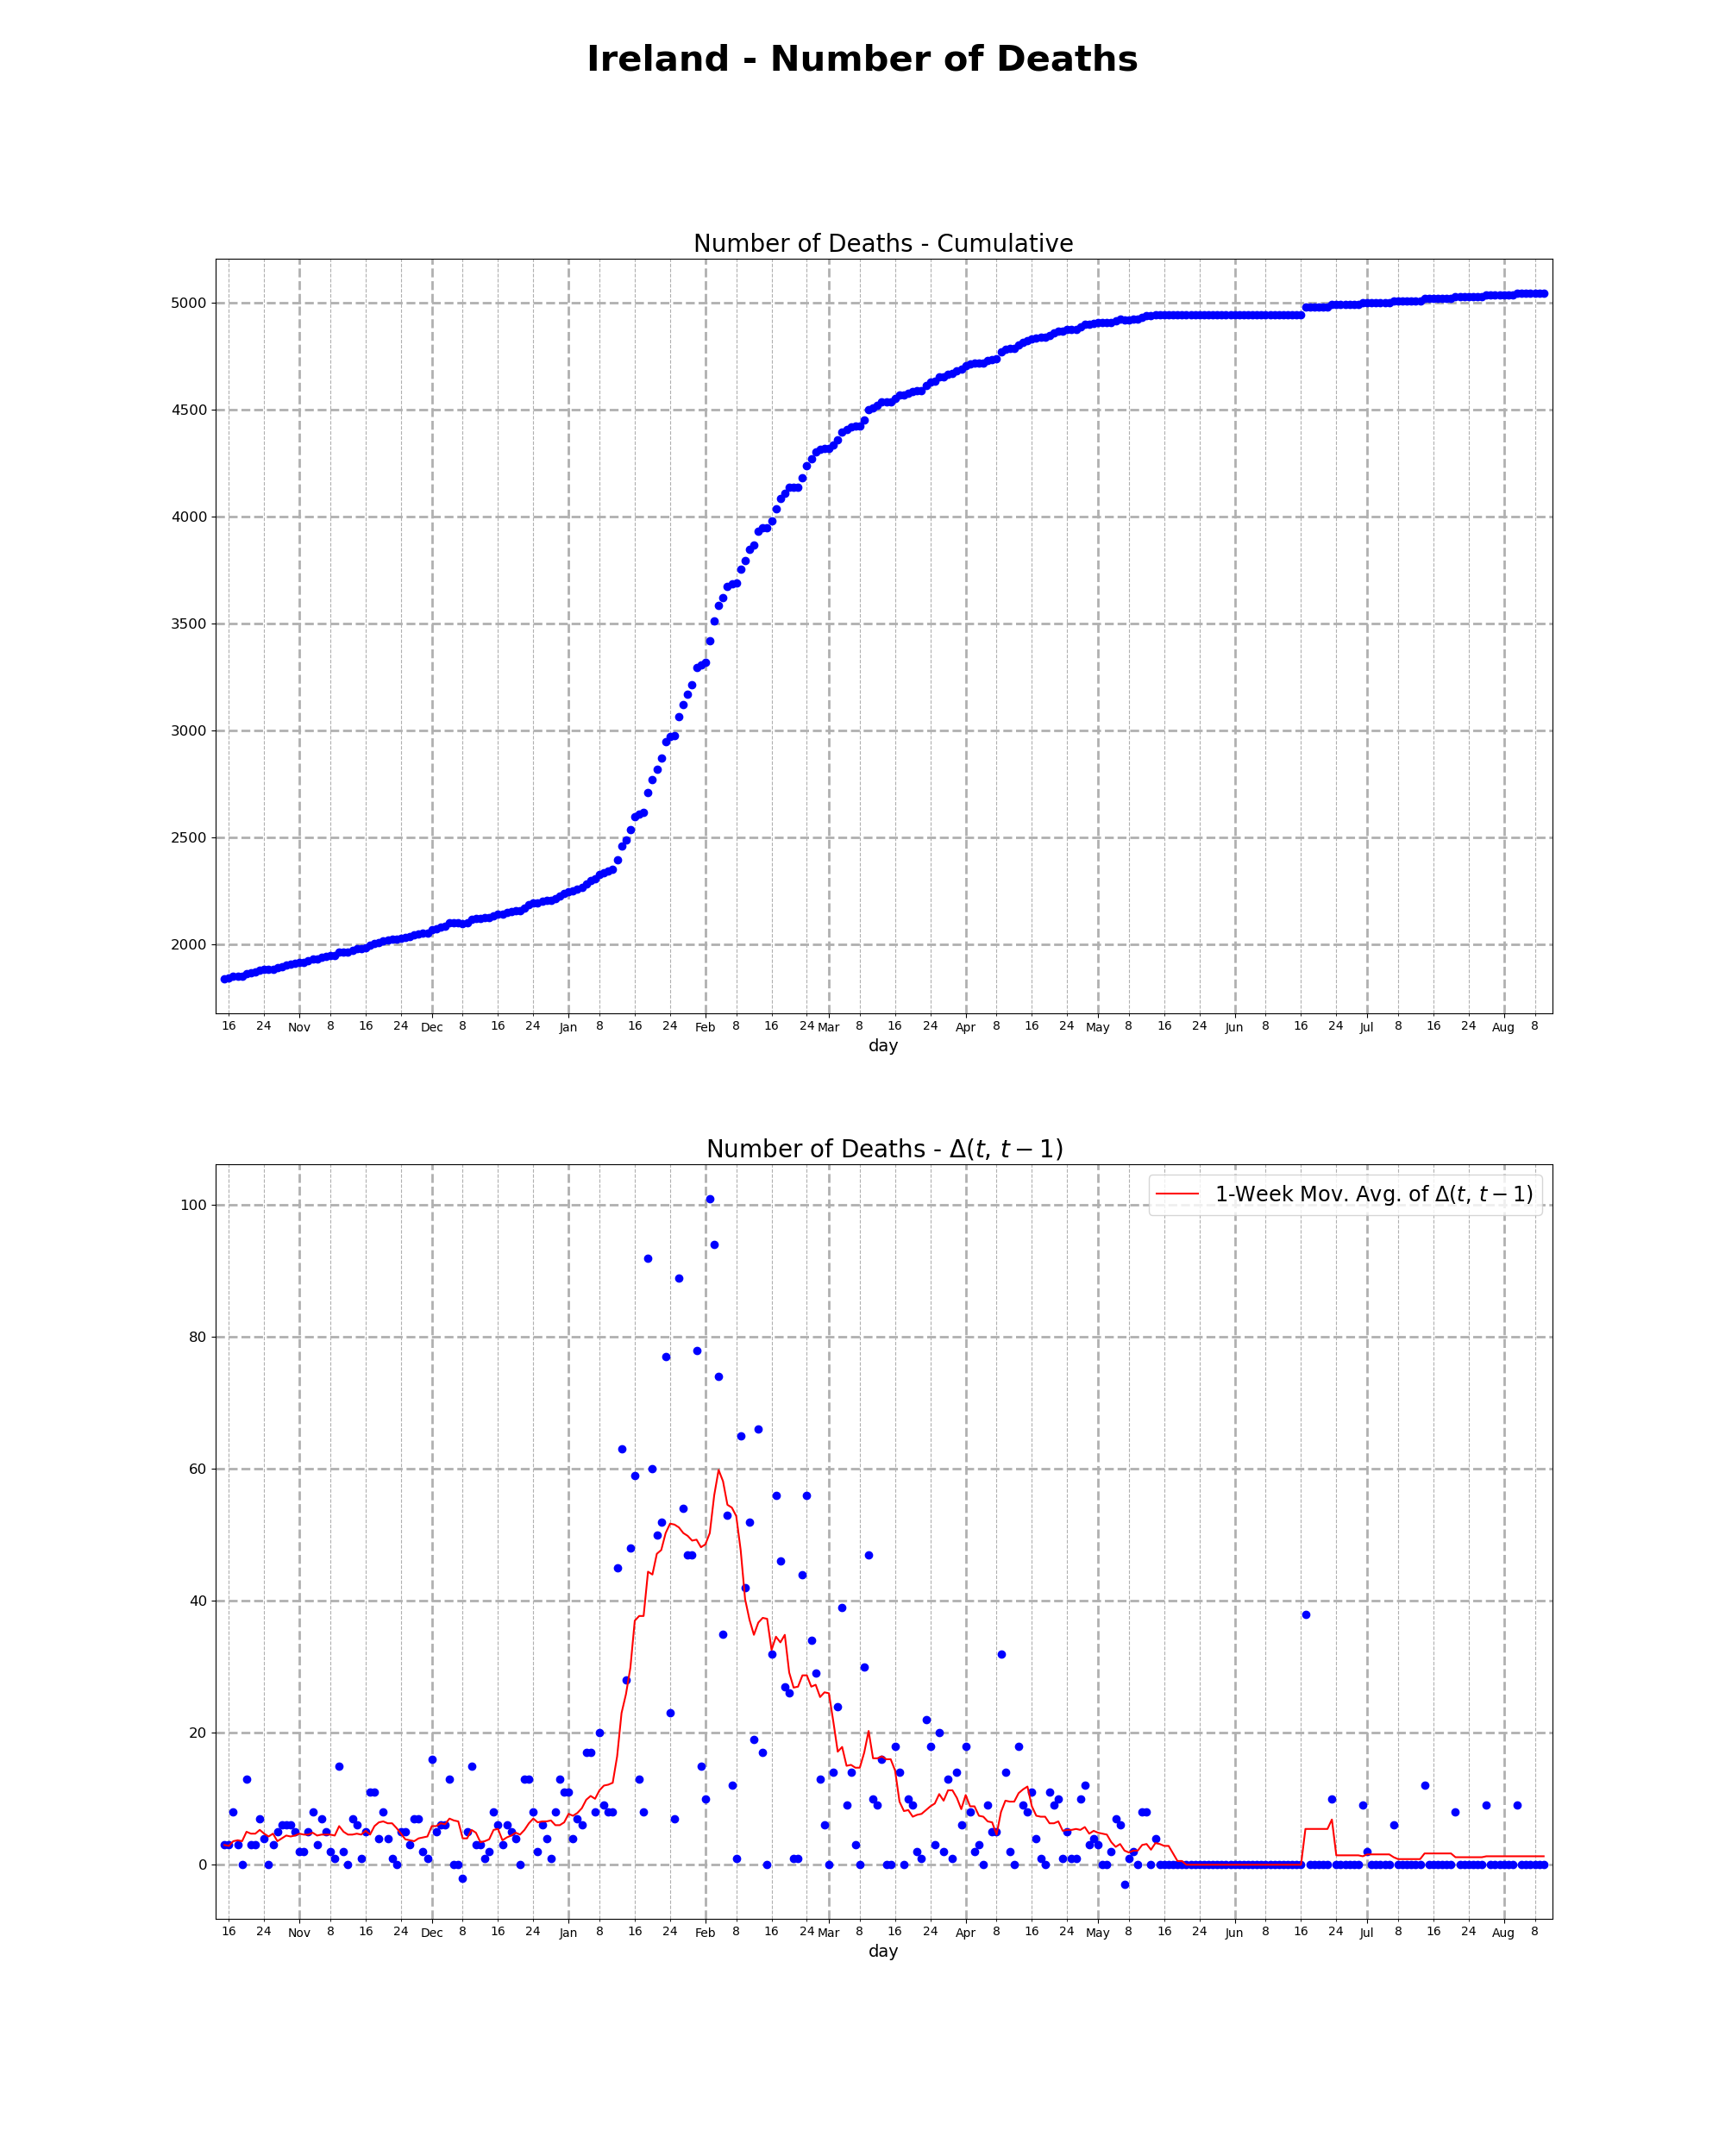 Ireland - Number of Deaths
Number of Deaths - Cumulative
5000
4500
4000
3500
3000
2500
2000
16 24 Nov 8 16 24 Dec 8 16 24 Jan 8 16 24 Feb 8 16 24 Mar 8 16 24 Apr 8 16 24 May 8 16 24 Jun 8 16 24 Jul 8 16 24 Aug 8
day
Number of Deaths - Δ(t, t − 1)
1-Week Mov. Avg. of Δ(t, t − 1)
100
80
60
40
20
0
16 24 Nov 8 16 24 Dec 8 16 24 Jan 8 16 24 Feb 8 16 24 Mar 8 16 24 Apr 8 16 24 May 8 16 24 Jun 8 16 24 Jul 8 16 24 Aug 8
day